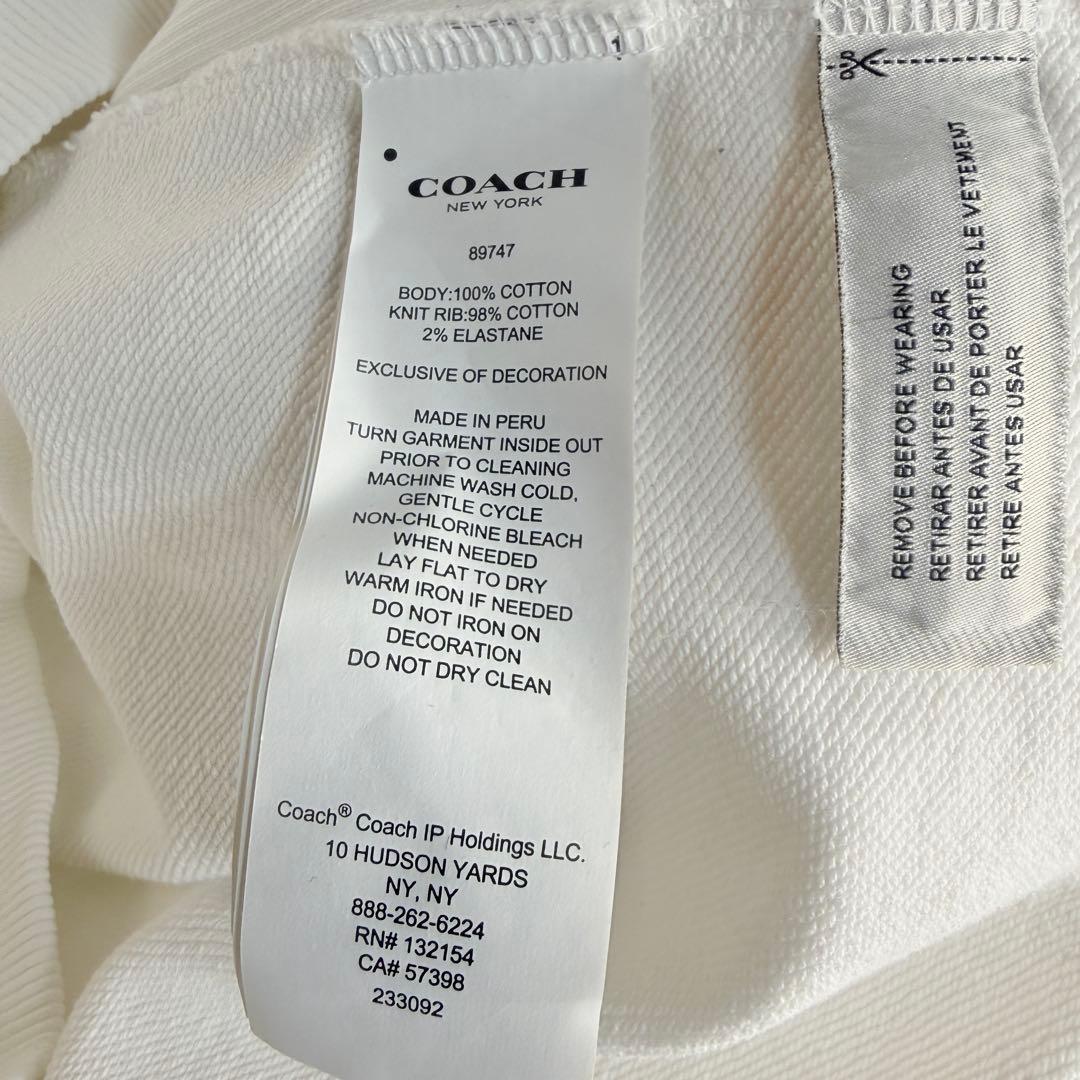 1
COACH
NEW YORK
89747
BODY:100% COTTON
KNIT RIB:98% COTTON
2% ELASTANE
EXCLUSIVE OF DECORATION
MADE IN PERU
TURN GARMENT INSIDE OUT
PRIOR TO CLEANING
MACHINE WASH COLD,
GENTLE CYCLE
NON-CHLORINE BLEACH
WHEN NEEDED
LAY FLAT TO DRY
WARM IRON IF NEEDED
DO NOT IRON ON
DECORATION
DO NOT DRY CLEAN
Coach® Coach IP Holdings LLC.
10 HUDSON YARDS
NY, NY
888-262-6224
RN# 132154
CA# 57398
233092
REMOVE BEFORE WEARING
RETIRAR ANTES DE USAR
RETIRER AVANT DE PORTER LE VETEMENT
RETIRE ANTES USAR